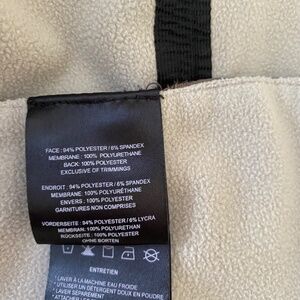 FACE : 94% POLYESTER / 6% SPANDEX
MEMBRANE : 100% POLYURETHANE
BACK: 100% POLYESTER
EXCLUSIVE OF TRIMMINGS
ENDROIT : 94% POLYESTER / 6% SPANDEX
MEMBRANE : 100% POLYURETHANE
ENVERS : 100% POLYESTER
GARNITURES NON COMPRISES
VORDERSEITE : 94% POLYESTER / 6% LYCRA
MEMBRAN: 100% POLYURETHAN
RÜCKSEITE : 100% POLYESTER
OHNE BORTEN
ENTRETIEN
* LAVER À LA MACHINE EAU FROIDE
* UTILISER UN DETERGENT DOUX EN POUDRE
* LAVER SEPAREMENT